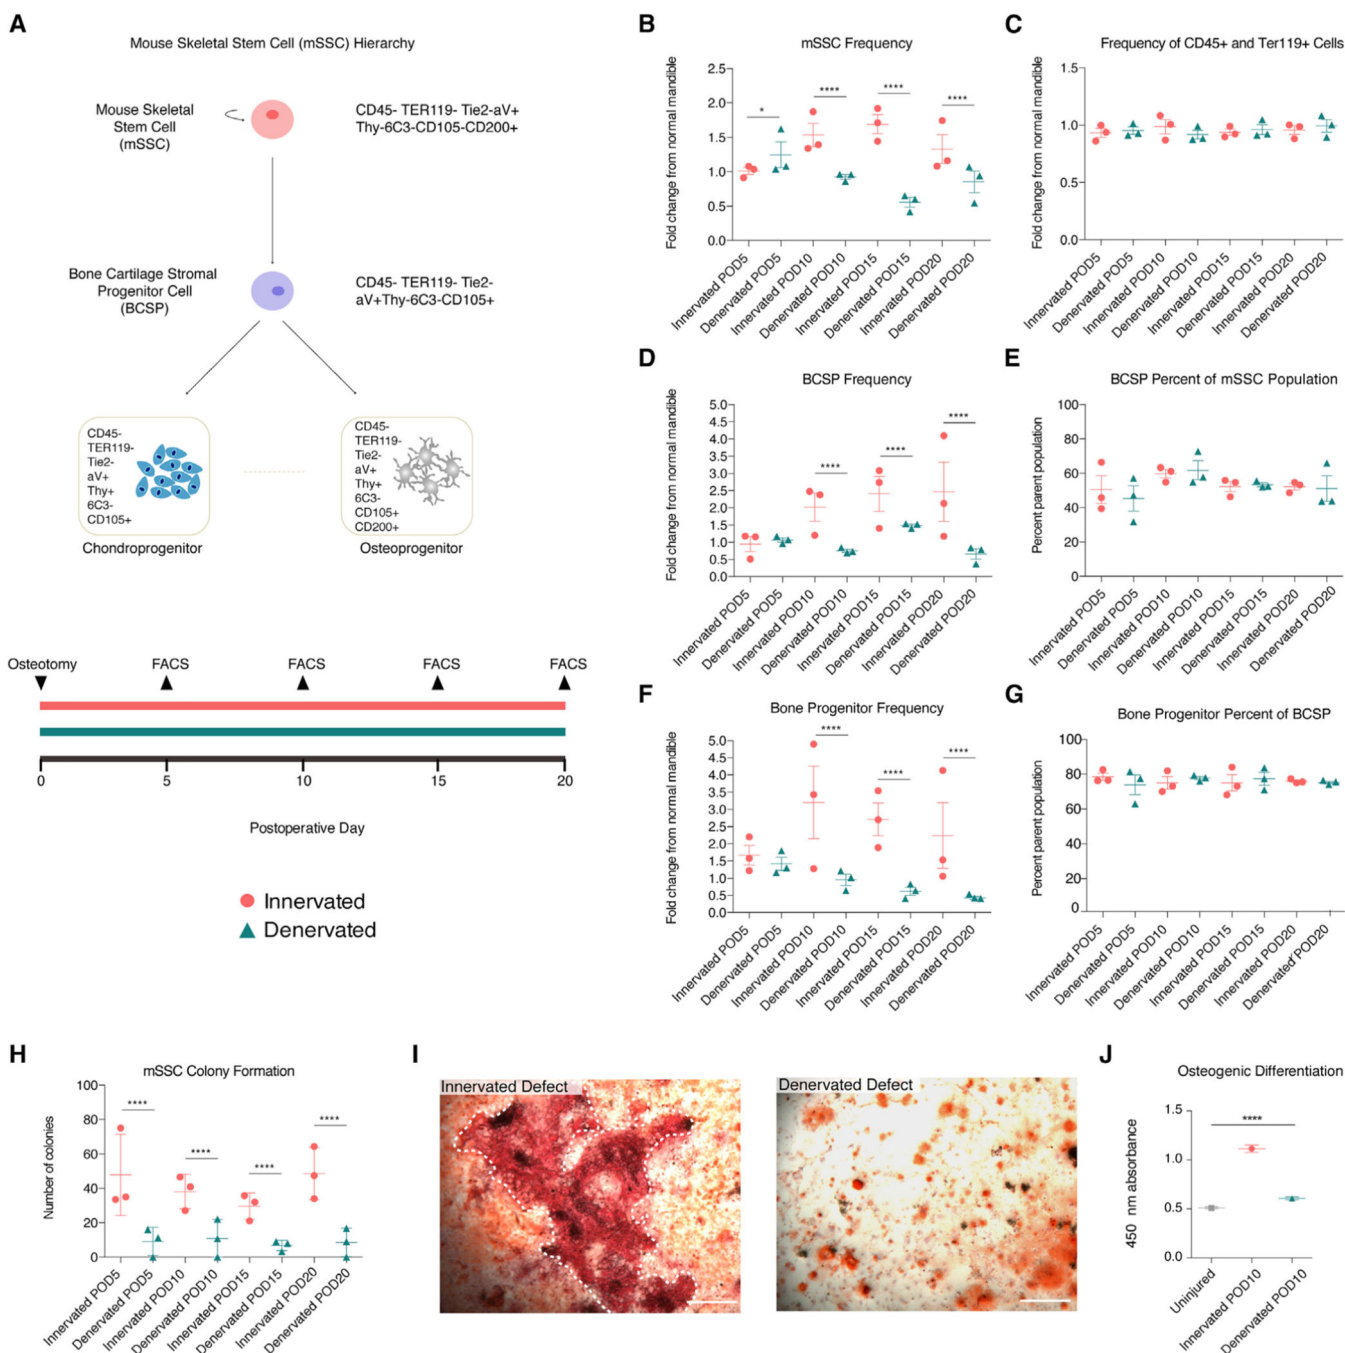 A
Mouse Skeletal Stem Cell (mSSC) Hierarchy
Mouse Skeletal
Stem Cell
(mSSC)
CD45- TER119- Tie2-aV+
Thy-6C3-CD105-CD200+
Bone Cartilage Stromal
Progenitor Cell
(BCSP)
CD45- TER119- Tie2-
aV+Thy-6C3-CD105+
CD45-
TER119-
Tie2-
aV+
Thy+
6C3-
CD105+
Chondroprogenitor
CD45-
TER119-
Tie2-
aV+
Thy+
6C3-
CD105+
CD200+
Osteoprogenitor
Osteotomy
FACS
FACS
FACS
FACS
0
5
10
15
20
Postoperative Day
Innervated
Denervated
B
mSSC Frequency
Fold change from normal mandible
2.5
2.0
1.5
1.0
0.5
0.0
*
****
****
****
Innervated POD5
Denervated POD5
Innervated POD10
Denervated POD10
Innervated POD15
Denervated POD15
Innervated POD20
Denervated POD20
C
Frequency of CD45+ and Ter119+ Cells
Fold change from normal mandible
1.5
1.0
0.5
0.0
Innervated POD5
Denervated POD5
Innervated POD10
Denervated POD10
Innervated POD15
Denervated POD15
Innervated POD20
Denervated POD20
D
BCSP Frequency
Fold change from normal mandible
5.0
4.5
4.0
3.5
3.0
2.5
2.0
1.5
1.0
0.5
0.0
****
****
****
Innervated POD5
Denervated POD5
Innervated POD10
Denervated POD10
Innervated POD15
Denervated POD15
Innervated POD20
Denervated POD20
E
BCSP Percent of mSSC Population
Percent parent population
100
80
60
40
20
0
Innervated POD5
Denervated POD5
Innervated POD10
Denervated POD10
Innervated POD15
Denervated POD15
Innervated POD20
Denervated POD20
F
Bone Progenitor Frequency
Fold change from normal mandible
5.0
4.5
4.0
3.5
3.0
2.5
2.0
1.5
1.0
0.5
0.0
****
****
****
Innervated POD5
Denervated POD5
Innervated POD10
Denervated POD10
Innervated POD15
Denervated POD15
Innervated POD20
Denervated POD20
G
Bone Progenitor Percent of BCSP
Percent parent population
100
80
60
40
20
0
Innervated POD5
Denervated POD5
Innervated POD10
Denervated POD10
Innervated POD15
Denervated POD15
Innervated POD20
Denervated POD20
H
mSSC Colony Formation
Number of colonies
100
80
60
40
20
0
****
****
****
****
Innervated POD5
Denervated POD5
Innervated POD10
Denervated POD10
Innervated POD15
Denervated POD15
Innervated POD20
Denervated POD20
I
Innervated Defect
Denervated Defect
J
Osteogenic Differentiation
450 nm absorbance
1.5
1.0
0.5
0.0
****
Uninjured
Innervated POD10
Denervated POD10